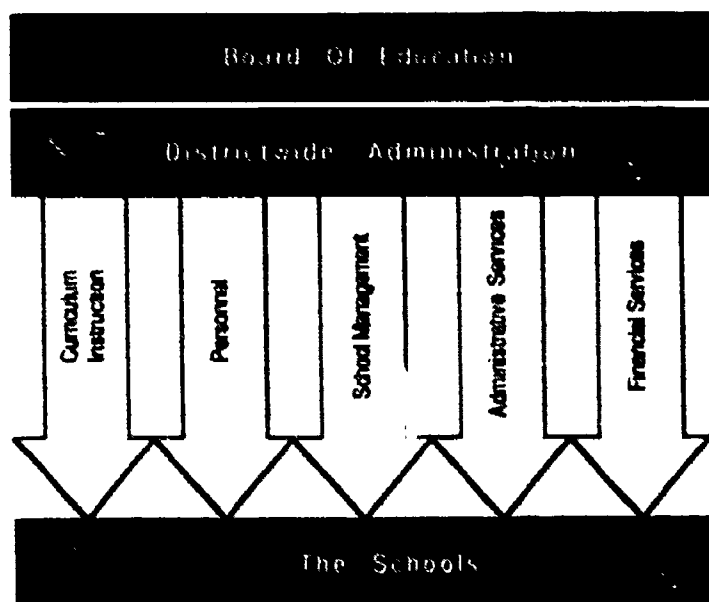 Board Of Education
Districtwide Administration
Curriculum
Instruction
Personnel
School Management
Administrative Services
Financial Services
The Schools